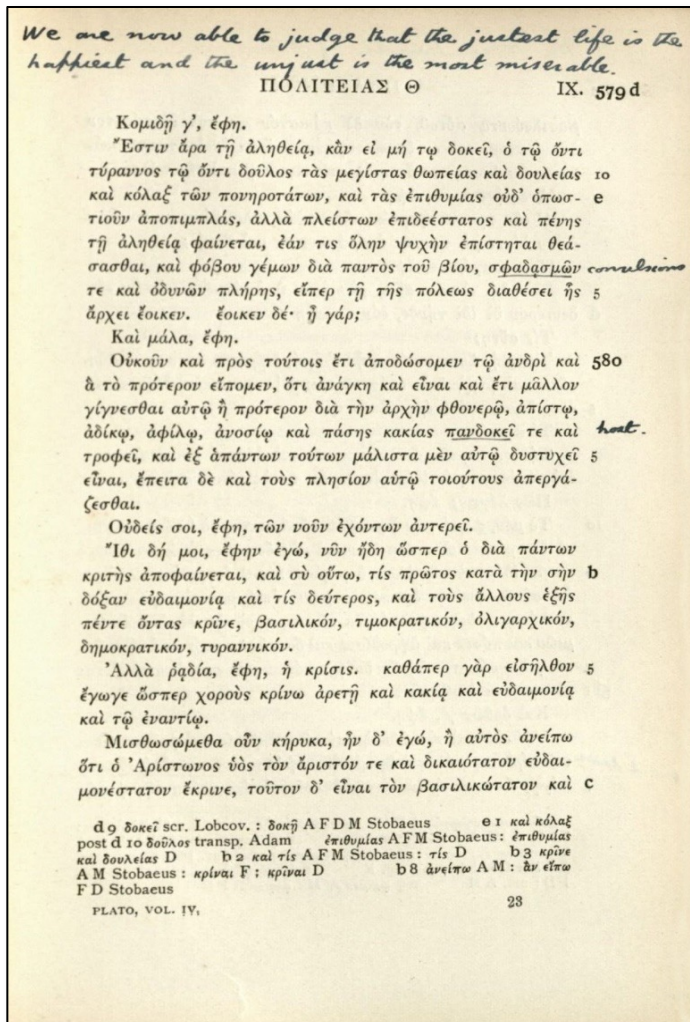 We are now able to judge that the justest life is the
happiest and the unjust is the most miserable.
ΠΟΛΙΤΕΙΑΣ Θ IX. 579 d
Κομιδῇ γ’, ἔφη.
Ἔστιν ἄρα τῇ ἀληθείᾳ, κἂν εἰ μή τῳ δοκεῖ, ὁ τῷ ὄντι
τύραννος τῷ ὄντι δοῦλος τὰς μεγίστας θωπείας καὶ δουλείας 10
καὶ κόλαξ τῶν πονηροτάτων, καὶ τὰς ἐπιθυμίας οὐδ’ ὁπωσ- e
τιοῦν ἀποπιμπλάς, ἀλλὰ πλείστων ἐπιδεέστατος καὶ πένης
τῇ ἀληθείᾳ φαίνεται, ἐάν τις ὅλην ψυχὴν ἐπίστηται θεά-
σασθαι, καὶ φόβου γέμων διὰ παντὸς τοῦ βίου, σφαδασμῶν convulsions
τε καὶ ὀδυνῶν πλήρης, εἴπερ τῇ τῆς πόλεως διαθέσει ἧς 5
ἄρχει ἔοικεν. ἔοικεν δέ· ἦ γάρ;
Καὶ μάλα, ἔφη.
Οὐκοῦν καὶ πρὸς τούτοις ἔτι ἀποδώσομεν τῷ ἀνδρὶ καὶ 580
ἃ τὸ πρότερον εἴπομεν, ὅτι ἀνάγκη καὶ εἶναι καὶ ἔτι μᾶλλον
γίγνεσθαι αὐτῷ ἢ πρότερον διὰ τὴν ἀρχὴν φθονερῷ, ἀπίστῳ,
ἀδίκῳ, ἀφίλῳ, ἀνοσίῳ καὶ πάσης κακίας πανδοκεῖ τε καὶ host.
τροφεῖ, καὶ ἐξ ἁπάντων τούτων μάλιστα μὲν αὐτῷ δυστυχεῖ 5
εἶναι, ἔπειτα δὲ καὶ τοὺς πλησίον αὑτῷ τοιούτους ἀπεργά-
ζεσθαι.
Οὐδείς σοι, ἔφη, τῶν νοῦν ἐχόντων ἀντερεῖ.
Ἴθι δή μοι, ἔφην ἐγώ, νῦν ἤδη ὥσπερ ὁ διὰ πάντων
κριτὴς ἀποφαίνεται, καὶ σὺ οὕτω, τίς πρῶτος κατὰ τὴν σὴν b
δόξαν εὐδαιμονίᾳ καὶ τίς δεύτερος, καὶ τοὺς ἄλλους ἑξῆς
πέντε ὄντας κρῖνε, βασιλικόν, τιμοκρατικόν, ὀλιγαρχικόν,
δημοκρατικόν, τυραννικόν.
Ἀλλὰ ῥᾳδία, ἔφη, ἡ κρίσις. καθάπερ γὰρ εἰσῆλθον 5
ἔγωγε ὥσπερ χοροὺς κρίνω ἀρετῇ καὶ κακίᾳ καὶ εὐδαιμονίᾳ
καὶ τῷ ἐναντίῳ.
Μισθωσώμεθα οὖν κήρυκα, ἦν δ’ ἐγώ, ἢ αὐτὸς ἀνείπω
ὅτι ὁ Ἀρίστωνος ὑὸς τὸν ἄριστόν τε καὶ δικαιότατον εὐδαι-
μονέστατον ἔκρινε, τοῦτον δ’ εἶναι τὸν βασιλικώτατον καὶ c
d 9 δοκεῖ scr. Lobcov. : δοκῇ A F D M Stobaeus e 1 καὶ κόλαξ
post d 10 δοῦλος transp. Adam ἐπιθυμίας A F M Stobaeus : ἐπιθυμίας
καὶ δουλείας D b 2 καὶ τίς A F M Stobaeus : τίς D b 3 κρῖνε
A M Stobaeus : κρίναι F : κρῖναι D b 8 ἀνείπω A M : ἂν εἴπω
F D Stobaeus
PLATO, VOL. IV. 23